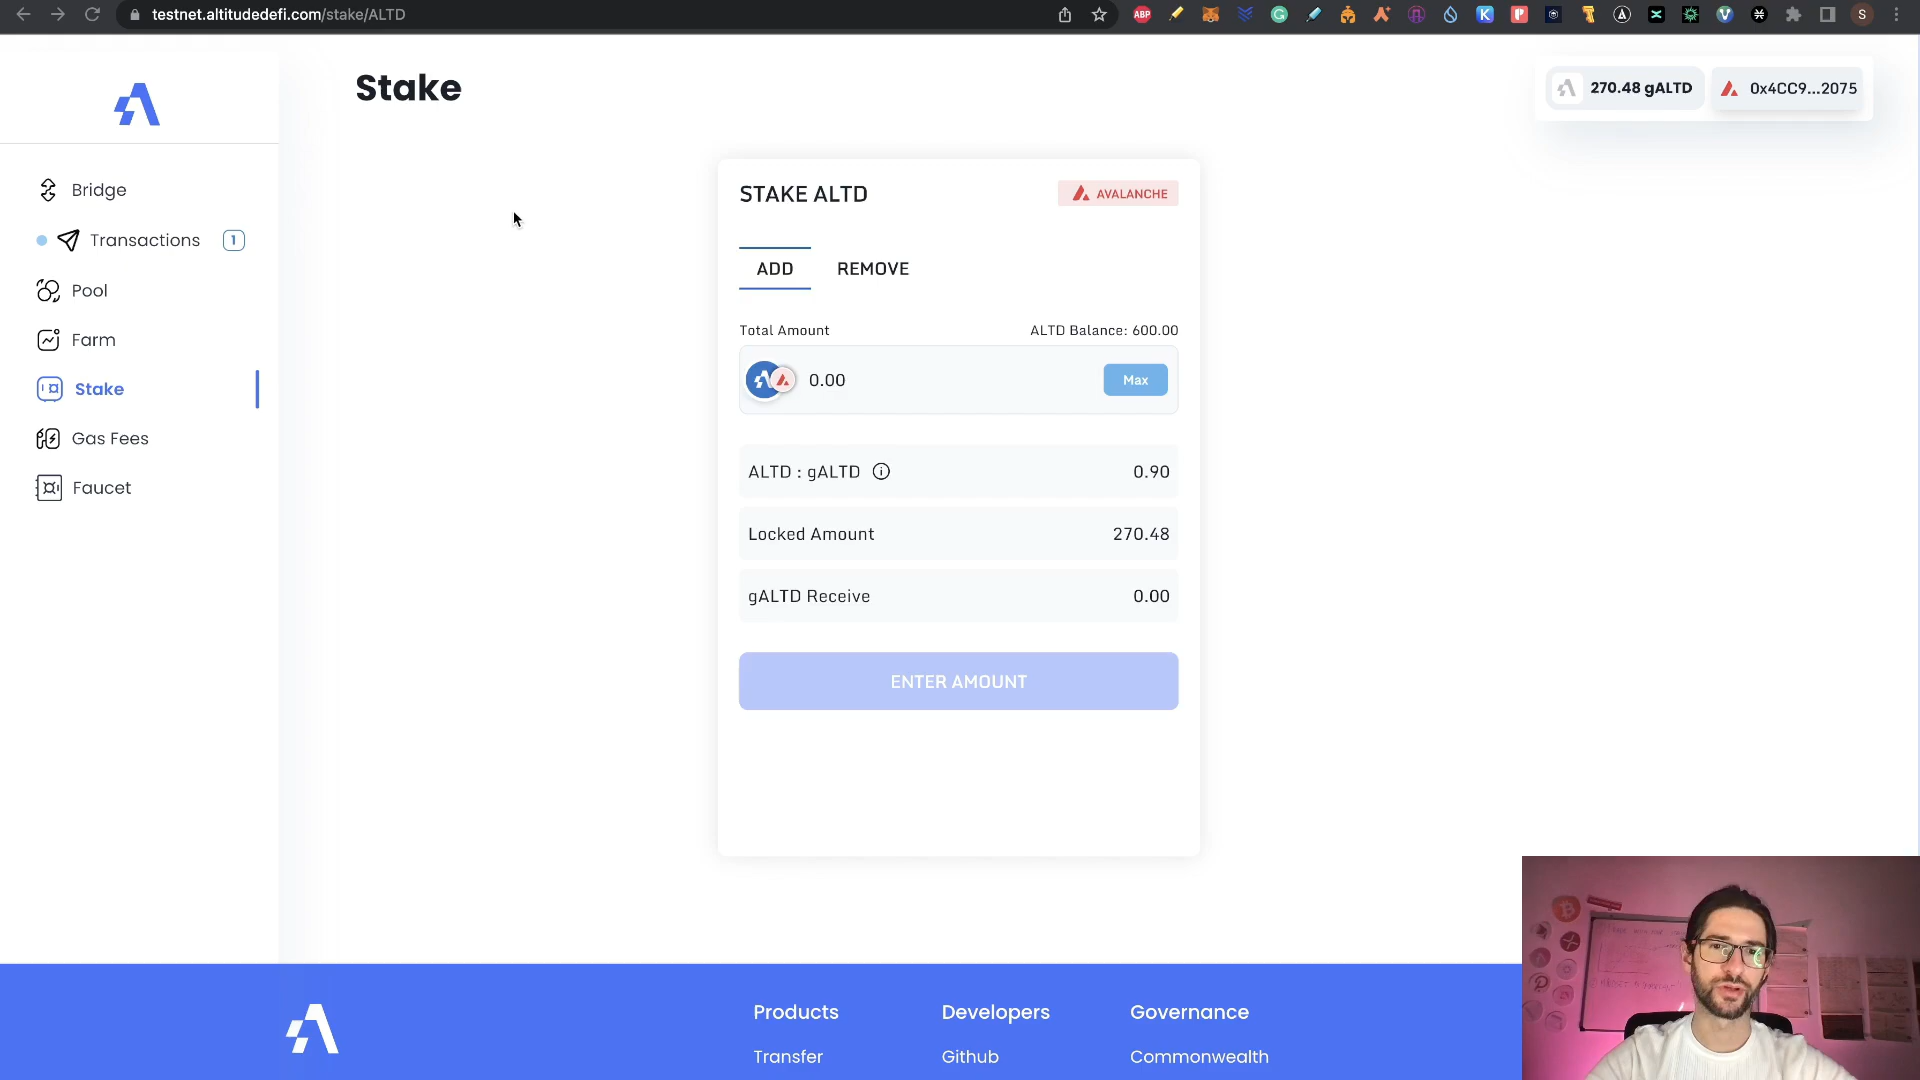 testnet.altitudedefi.com/stake/ALTD
ABP
S
Stake
270.48 gALTD
0x4CC9...2075
Bridge
Transactions
1
Pool
Farm
Stake
Gas Fees
Faucet
STAKE ALTD
AVALANCHE
ADD
REMOVE
Total Amount
ALTD Balance: 600.00
0.00
Max
ALTD : gALTD
0.90
Locked Amount
270.48
gALTD Receive
0.00
ENTER AMOUNT
Products
Developers
Governance
Transfer
Github
Commonwealth